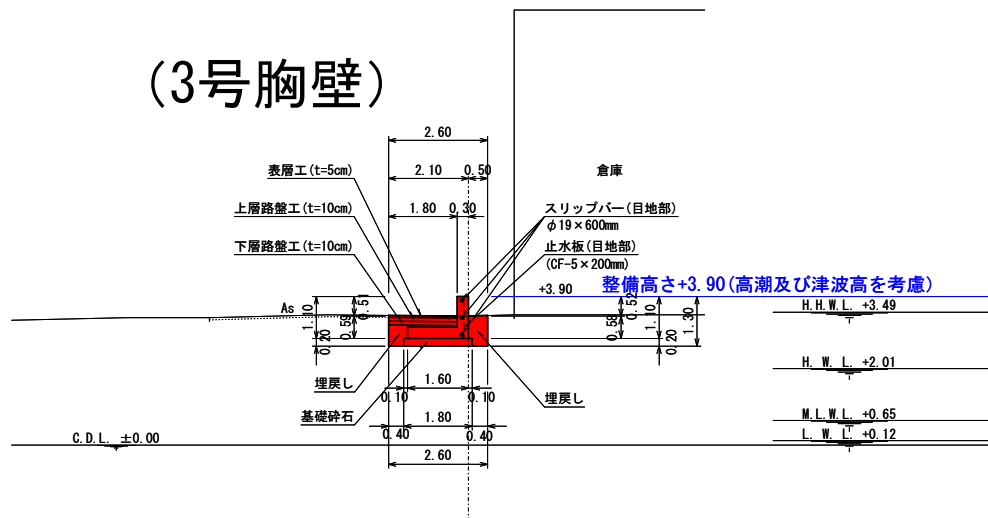 (3号胸壁)
2.60
2.10 0.50
表層工(t=5cm)
倉庫
上層路盤工(t=10cm)
1.80 0.30
スリップバー(目地部)
φ19×600mm
下層路盤工(t=10cm)
止水板(目地部)
(CF-5×200mm)
+3.90
整備高さ+3.90(高潮及び津波高を考慮)
As
1.10
0.51
0.59
0.20
0.52
0.58
1.10
0.20
1.30
H.H.W.L. +3.49
H. W. L. +2.01
埋戻し
1.60
0.10
0.10
埋戻し
基礎砕石
1.80
0.40
0.40
M.L.W.L. +0.65
L. W. L. +0.12
C.D.L. ±0.00
2.60